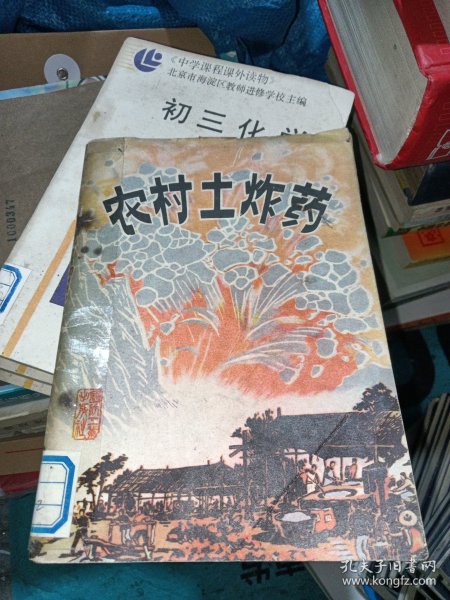 《中学课程课外读物》
北京市海淀区教师进修学校主编
初三化学
农村土炸药
1C00347
孔夫子旧书网
www.kongfz.com